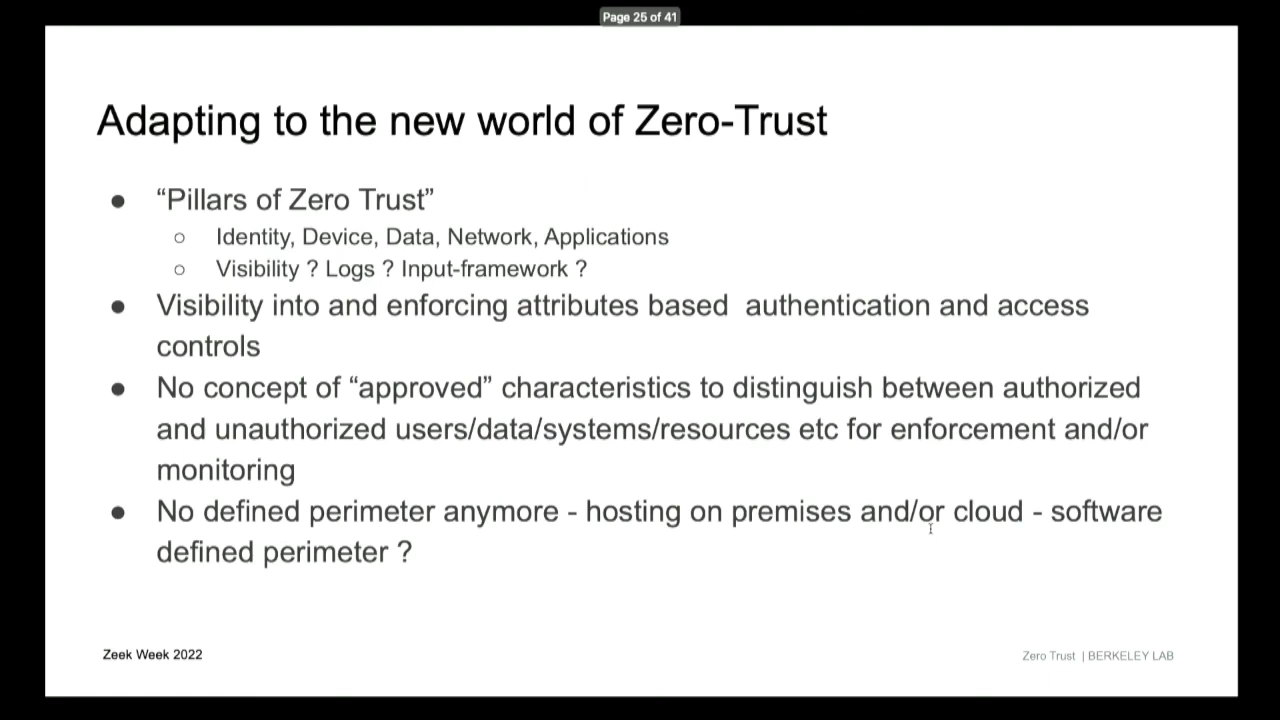 Page 25 of 41
Adapting to the new world of Zero-Trust
● “Pillars of Zero Trust”
○ Identity, Device, Data, Network, Applications
○ Visibility ? Logs ? Input-framework ?
● Visibility into and enforcing attributes based  authentication and access
controls
● No concept of “approved” characteristics to distinguish between authorized
and unauthorized users/data/systems/resources etc for enforcement and/or
monitoring
● No defined perimeter anymore - hosting on premises and/or cloud - software
defined perimeter ?
Zeek Week 2022
Zero Trust | BERKELEY LAB